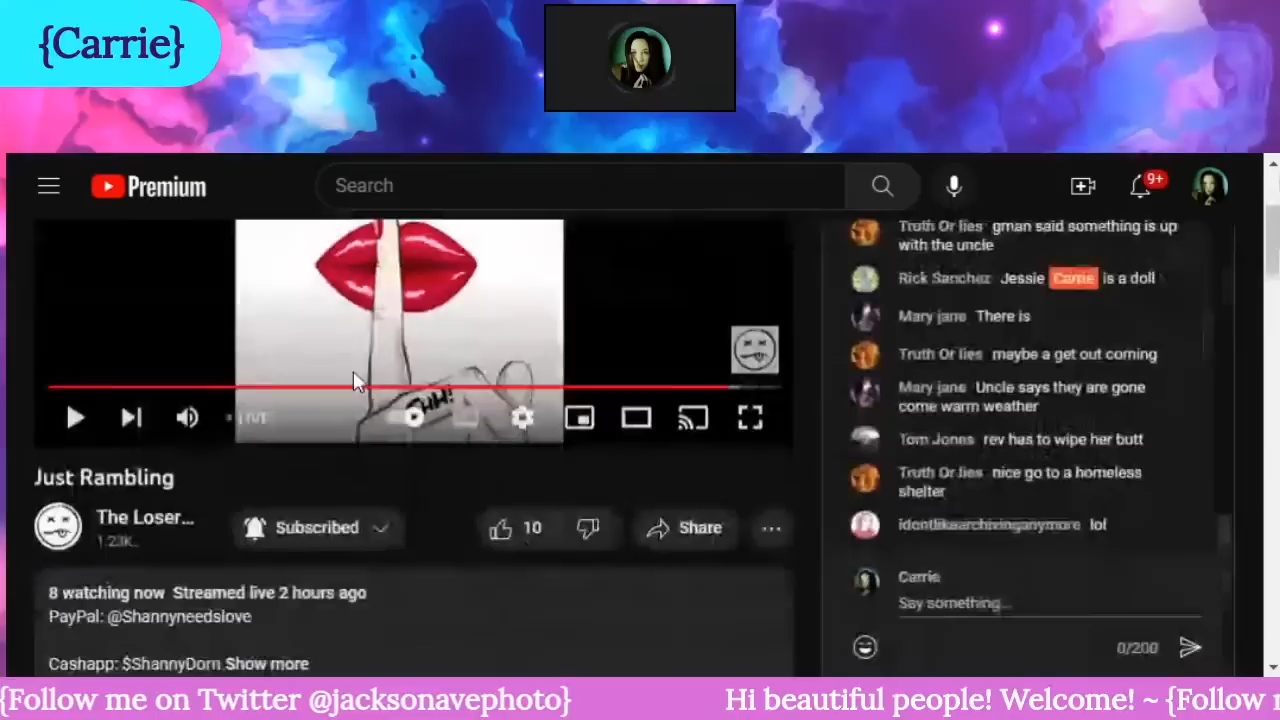 {Carrie}
Premium
Search
9+
Truth Or lies gman said something is up
with the uncle
Rick Sanchez Jessie Carrie is a doll
Mary jane There is
Truth Or lies maybe a get out coming
Mary jane Uncle says they are gone
come warm weather
Tom Jones rev has to wipe her butt
Truth Or lies nice go to a homeless
shelter
idontlikearchivinganymore lol
Carrie
Say something...
0/200
LIVE
Just Rambling
The Loser...
1.23K
Subscribed
10
Share
8 watching now Streamed live 2 hours ago
PayPal: @Shannyneedslove
Cashapp: $ShannyDorn Show more
{Follow me on Twitter @jacksonavephoto}
Hi beautiful people! Welcome! ~ {Follow